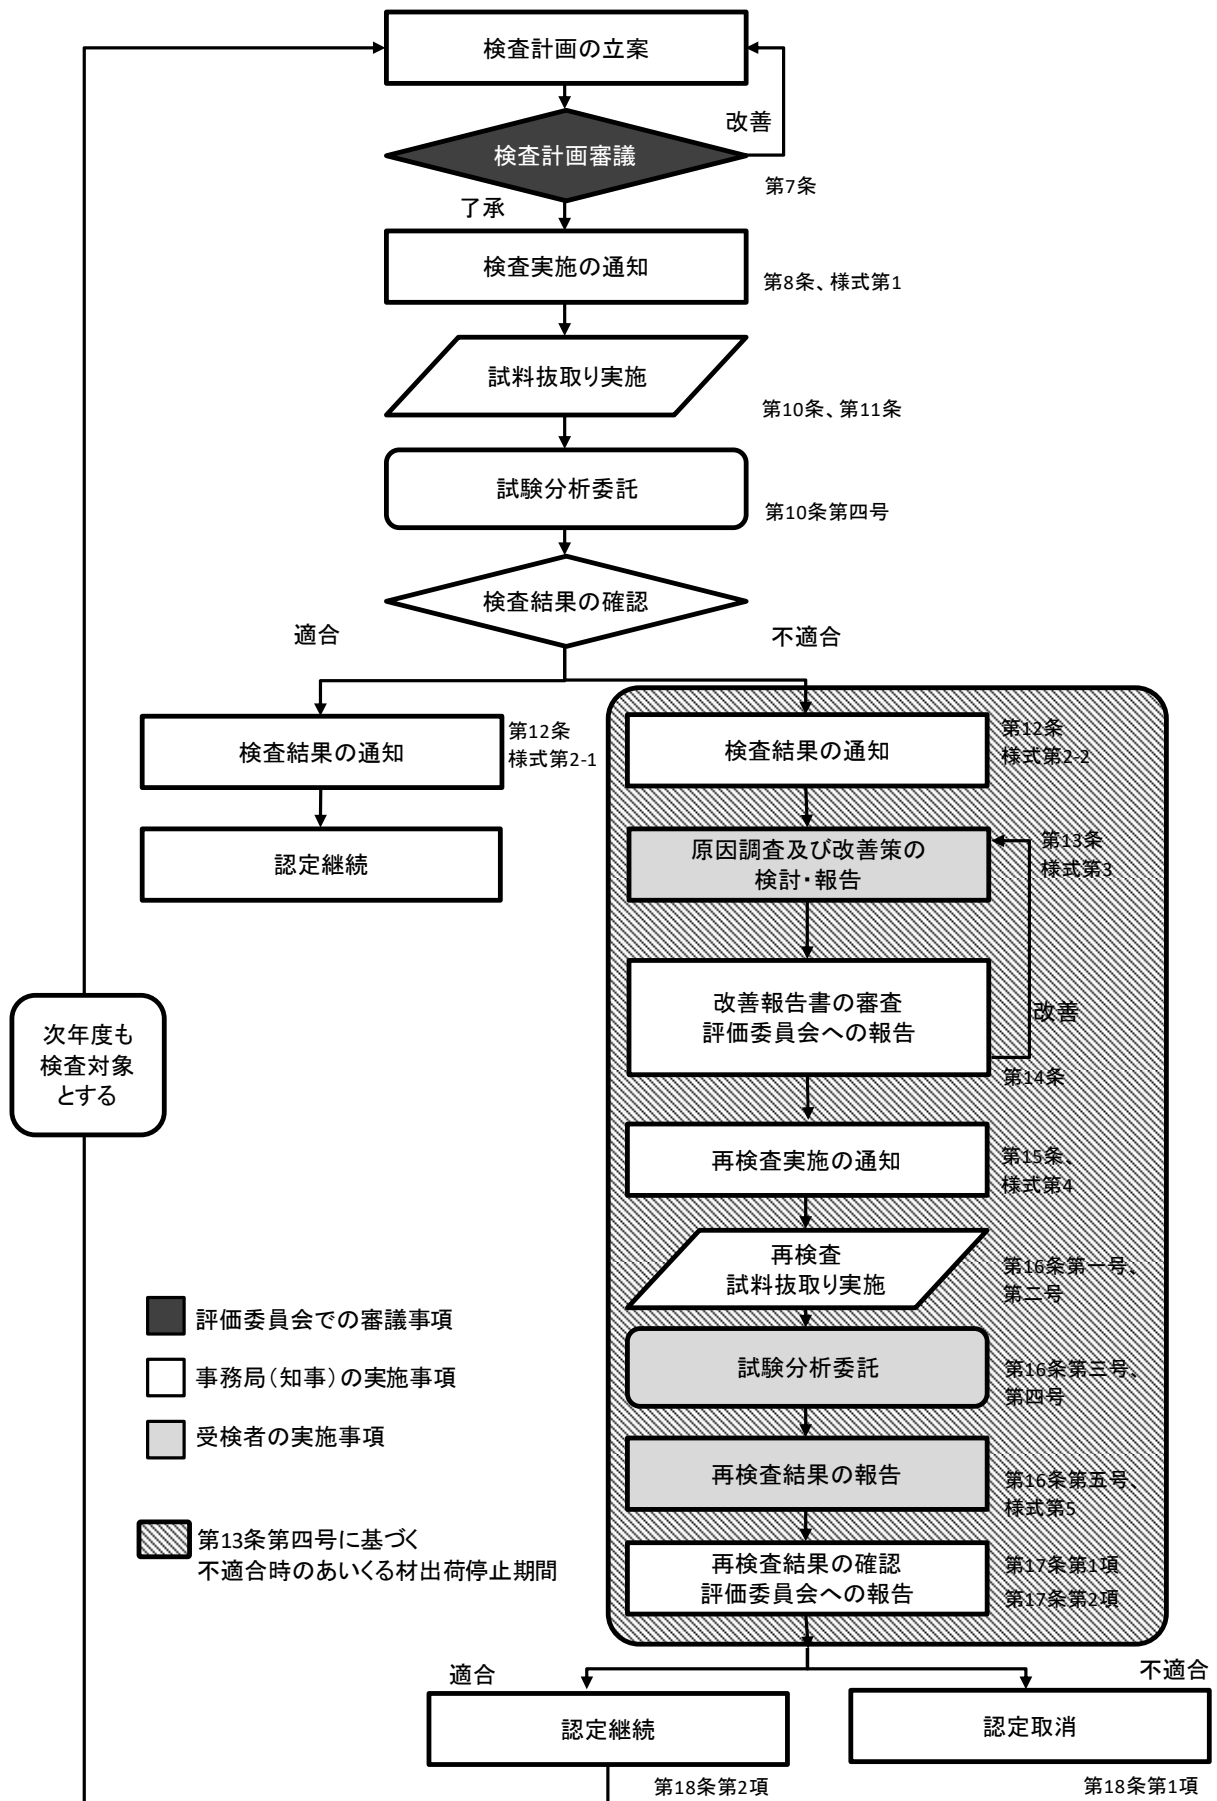 検査計画の立案
改善
検査計画審議
第7条
了承
検査実施の通知
第8条、様式第1
試料抜取り実施
第10条、第11条
試験分析委託
第10条第四号
検査結果の確認
適合
不適合
検査結果の通知
第12条
様式第2-1
認定継続
検査結果の通知
第12条
様式第2-2
原因調査及び改善策の
検討・報告
第13条
様式第3
改善報告書の審査
評価委員会への報告
改善
第14条
次年度も
検査対象
とする
再検査実施の通知
第15条、
様式第4
再検査
試料抜取り実施
第16条第一号、
第二号
試験分析委託
第16条第三号、
第四号
再検査結果の報告
第16条第五号、
様式第5
再検査結果の確認
評価委員会への報告
第17条第1項
第17条第2項
評価委員会での審議事項
事務局(知事)の実施事項
受検者の実施事項
第13条第四号に基づく
不適合時のあいくる材出荷停止期間
適合
不適合
認定継続
認定取消
第18条第2項
第18条第1項